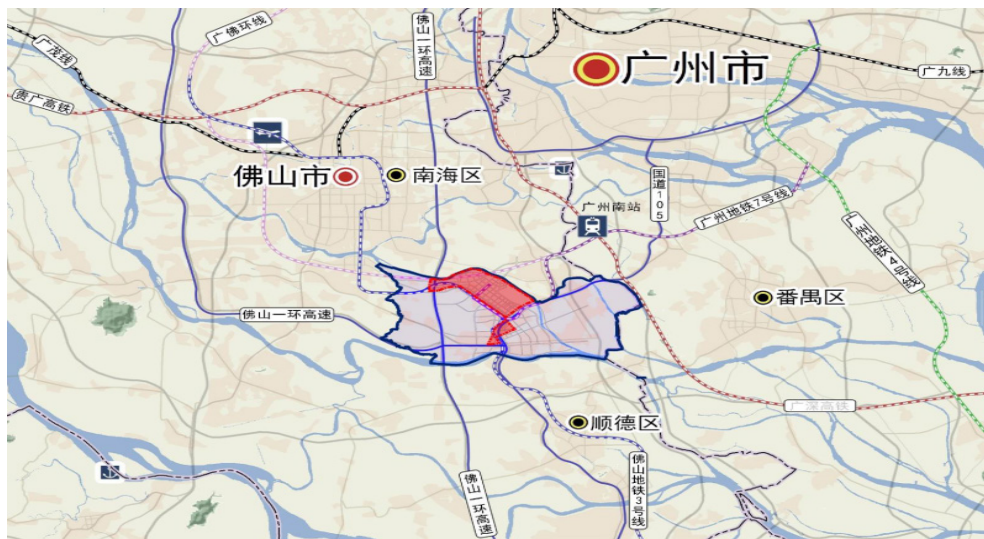 广佛环线
佛山一环高速
广州市
广茂线
广九线
贵广高铁
佛山市
南海区
国道105
广州南站
广州地铁7号线
广州地铁4号线
番禺区
佛山一环高速
广深高铁
顺德区
佛山一环高速
佛山地铁3号线